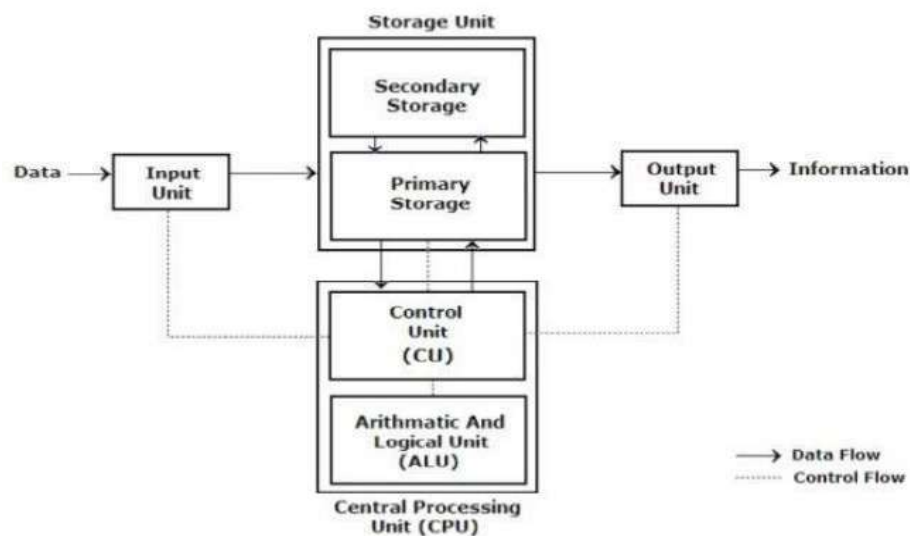 Storage Unit
Secondary
Storage
Data
Input
Unit
Primary
Storage
Output
Unit
Information
Control
Unit
(CU)
Arithmatic And
Logical Unit
(ALU)
Data Flow
Control Flow
Central Processing
Unit (CPU)